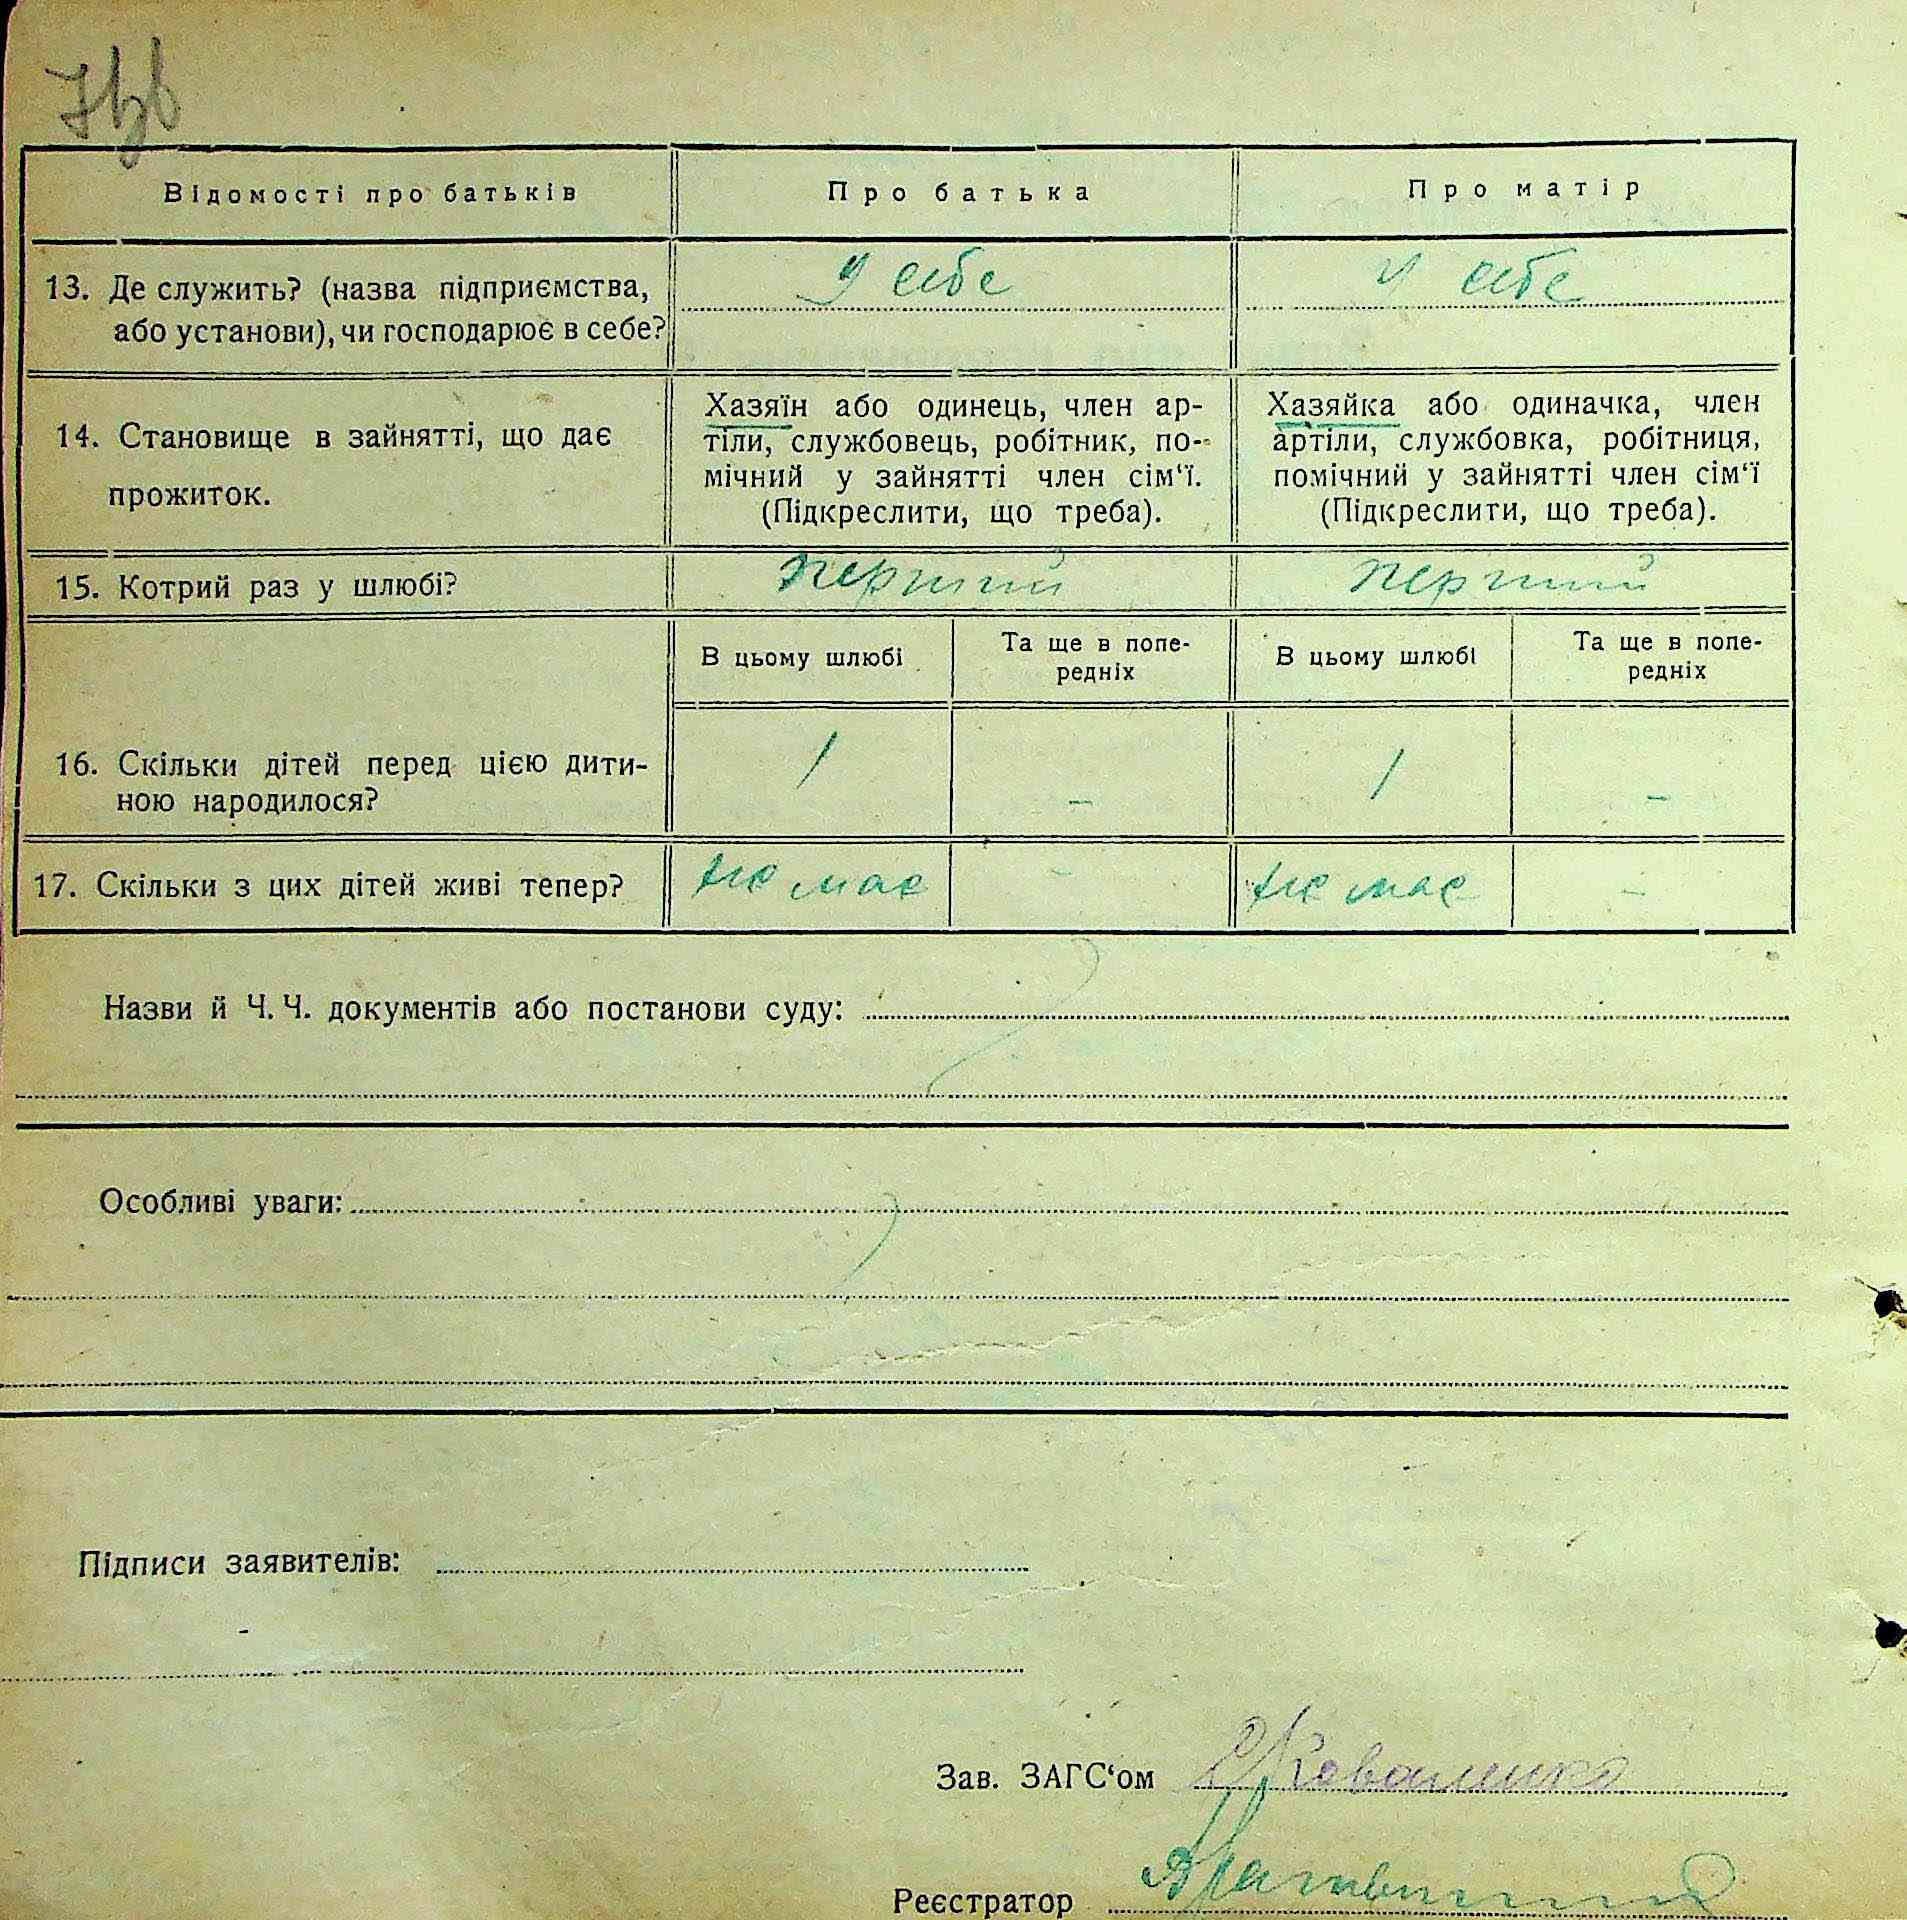 Відомості про батьків Про батька Про матір
13. Де служить? (назва підприємства, у себе у себе
або установи), чи господарює в себе?
Хазяїн або одинець, член ар- Хазяйка або одиначка, член
14. Становище в зайнятті, що дає тіли, службовець, робітник, по- артіли, службовка, робітниця,
мічний у зайнятті член сім‘ї. помічний у зайнятті член сім‘ї
прожиток. (Підкреслити, що треба). (Підкреслити, що треба).
15. Котрий раз у шлюбі? перший перший
В цьому шлюбі Та ще в попе- В цьому шлюбі Та ще в попе-
редніх редніх
16. Скільки дітей перед цією дити- 1 – 1 –
ною народилося?
17. Скільки з цих дітей живі тепер? не має - не має –
Назви й Ч. Ч. документів або постанови суду:
Особливі уваги:
Підписи заявителів:
Зав. ЗАГС‘ом Коваленко
Реєстратор